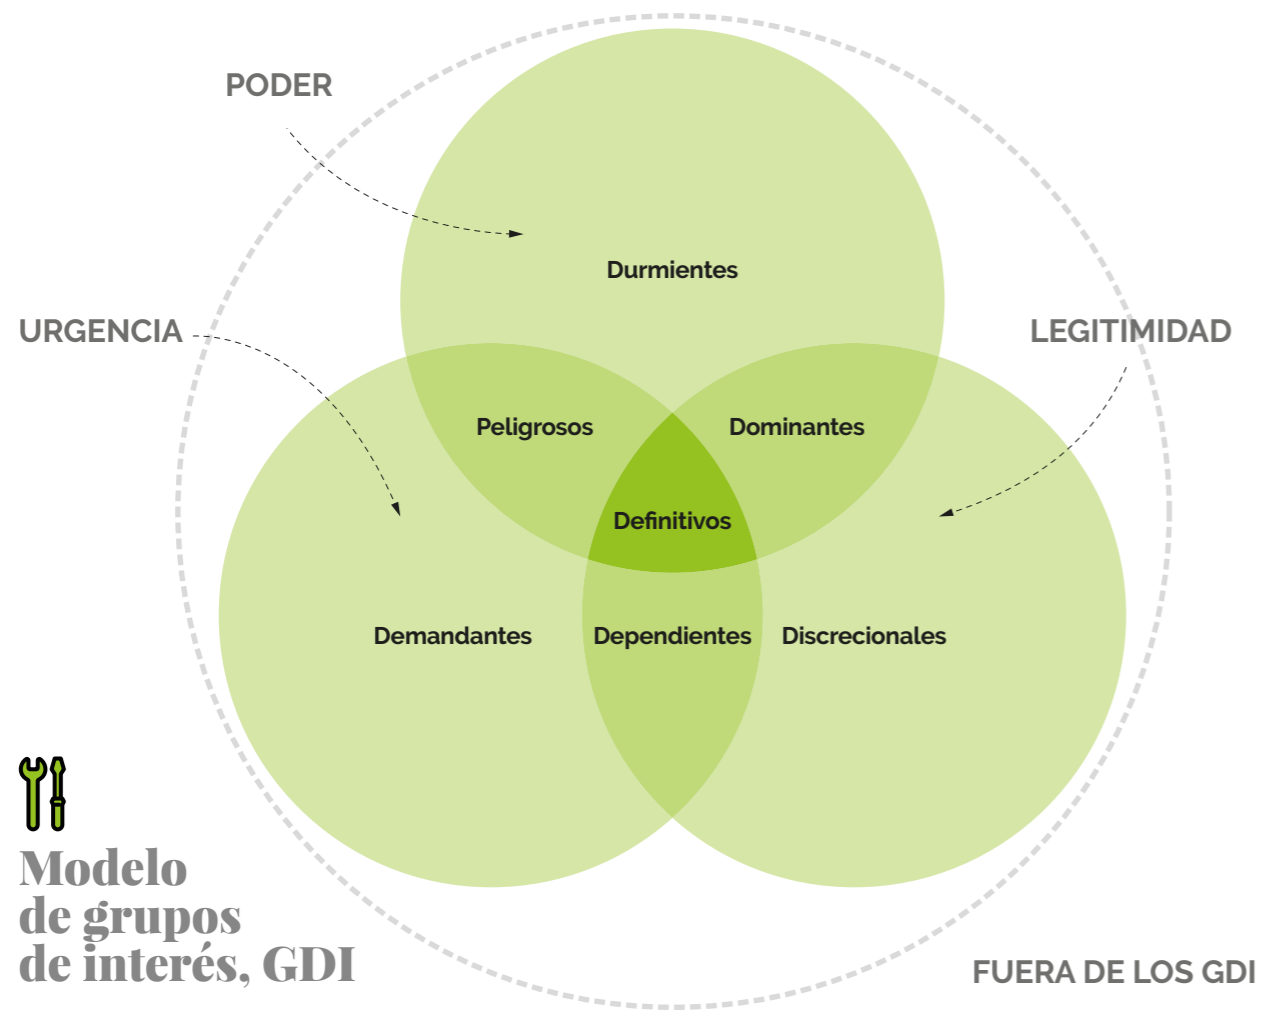 PODER
Durmientes
URGENCIA
LEGITIMIDAD
Peligrosos
Dominantes
Definitivos
Demandantes
Dependientes
Discrecionales
Modelo
de grupos
de interés, GDI
FUERA DE LOS GDI